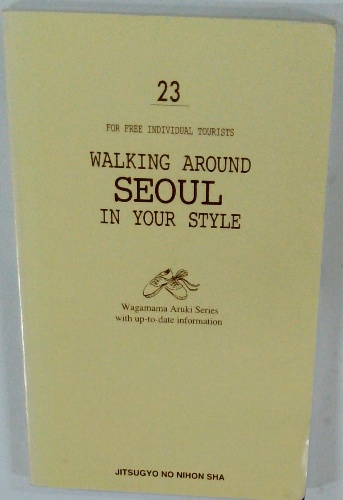 23
FOR FREE INDIVIDUAL TOURISTS
WALKING AROUND
SEOUL
IN YOUR STYLE
Wagamama Aruki Series
with up-to-date information
JITSUGYO NO NIHON SHA